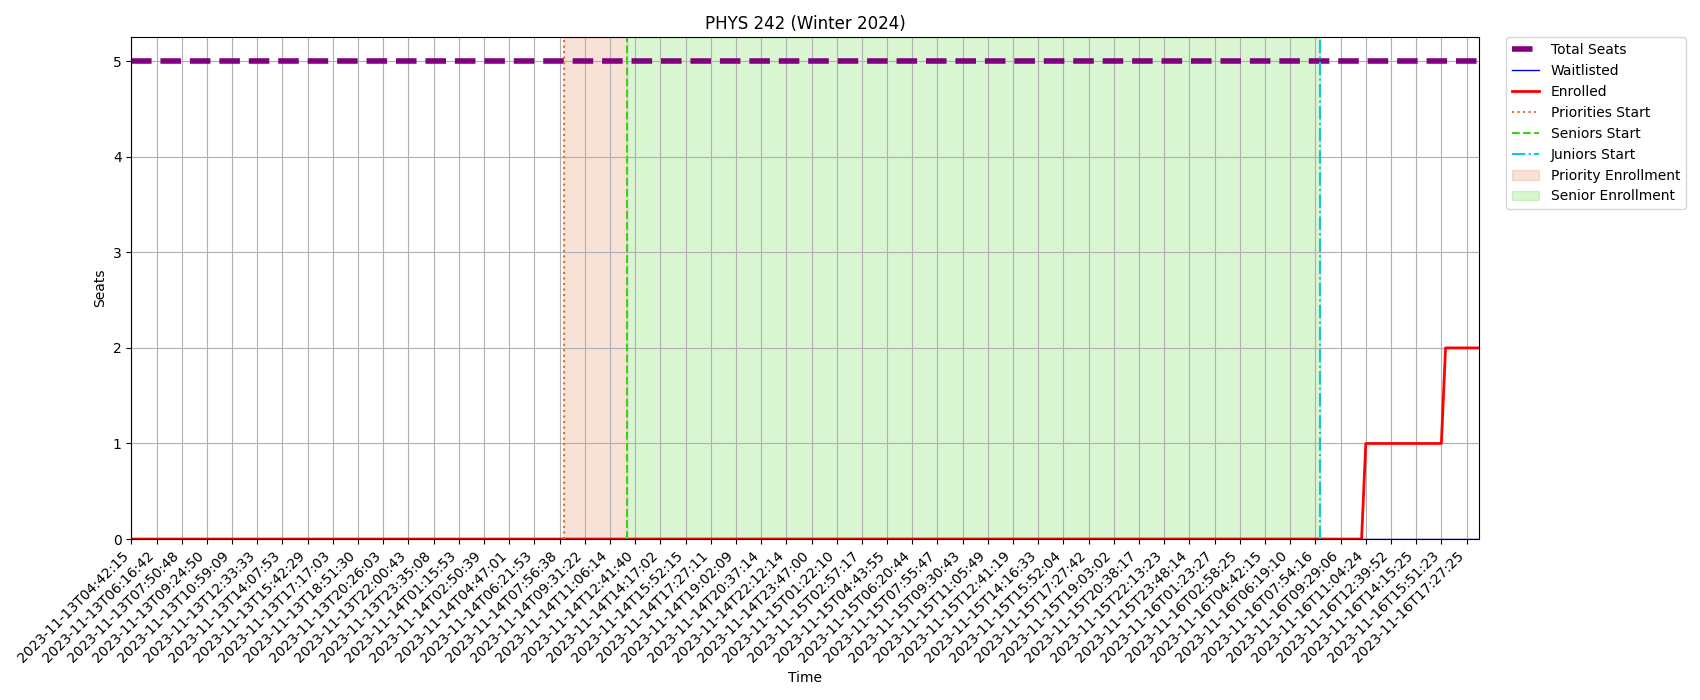 PHYS 242 (Winter 2024)
Total Seats
Waitlisted
Enrolled
Priorities Start
Seniors Start
Juniors Start
Priority Enrollment
Senior Enrollment
Seats
5
4
3
2
1
0
2023-11-13T04:42:15
2023-11-13T06:16:42
2023-11-13T07:50:48
2023-11-13T09:24:50
2023-11-13T10:59:09
2023-11-13T12:33:33
2023-11-13T14:07:53
2023-11-13T15:42:29
2023-11-13T17:17:03
2023-11-13T18:51:30
2023-11-13T20:26:03
2023-11-13T22:00:43
2023-11-13T23:35:08
2023-11-14T01:15:53
2023-11-14T02:50:39
2023-11-14T04:47:01
2023-11-14T06:21:53
2023-11-14T07:56:38
2023-11-14T09:31:22
2023-11-14T11:06:14
2023-11-14T12:41:40
2023-11-14T14:17:02
2023-11-14T15:52:15
2023-11-14T17:27:11
2023-11-14T19:02:09
2023-11-14T20:37:14
2023-11-14T22:12:14
2023-11-14T23:47:00
2023-11-15T01:22:10
2023-11-15T02:57:17
2023-11-15T04:43:55
2023-11-15T06:20:44
2023-11-15T07:55:47
2023-11-15T09:30:43
2023-11-15T11:05:49
2023-11-15T12:41:19
2023-11-15T14:16:33
2023-11-15T15:52:04
2023-11-15T17:27:42
2023-11-15T19:03:02
2023-11-15T20:38:17
2023-11-15T22:13:23
2023-11-15T23:48:14
2023-11-16T01:23:27
2023-11-16T02:58:25
2023-11-16T04:42:15
2023-11-16T06:19:10
2023-11-16T07:54:16
2023-11-16T09:29:06
2023-11-16T11:04:24
2023-11-16T12:39:52
2023-11-16T14:15:25
2023-11-16T15:51:23
2023-11-16T17:27:25
Time